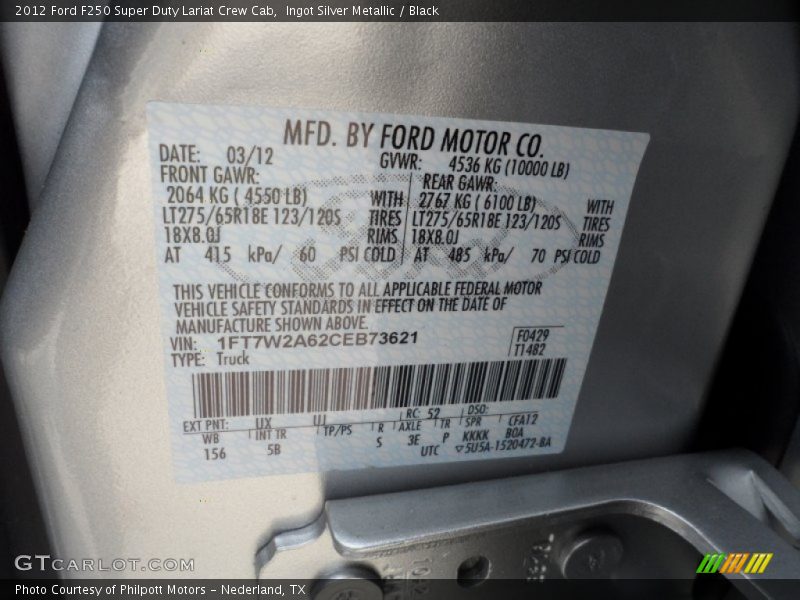 2012 Ford F250 Super Duty Lariat Crew Cab, Ingot Silver Metallic / Black
MFD. BY FORD MOTOR CO.
DATE: 03/12 GVWR: 4536 KG (10000 LB)
FRONT GAWR: REAR GAWR:
2064 KG ( 4550 LB) WITH 2767 KG ( 6100 LB) WITH
LT275/65R18E 123/120S TIRES LT275/65R18E 123/120S TIRES
18X8.0J RIMS 18X8.0J RIMS
AT 415 kPa/ 60 PSI COLD AT 485 kPa/ 70 PSI COLD
THIS VEHICLE CONFORMS TO ALL APPLICABLE FEDERAL MOTOR
VEHICLE SAFETY STANDARDS IN EFFECT ON THE DATE OF
MANUFACTURE SHOWN ABOVE.
VIN: 1FT7W2A62CEB73621 F0429
TYPE: Truck T1482
EXT PNT: UX UJ RC: 52 DSO:
WB INT TR TP/PS R AXLE TR SPR CFA12
156 5B S 3E P KKKK BOA
UTC ▽5U5A-1520472-BA
GTCARLOT.COM
Photo Courtesy of Philpott Motors - Nederland, TX